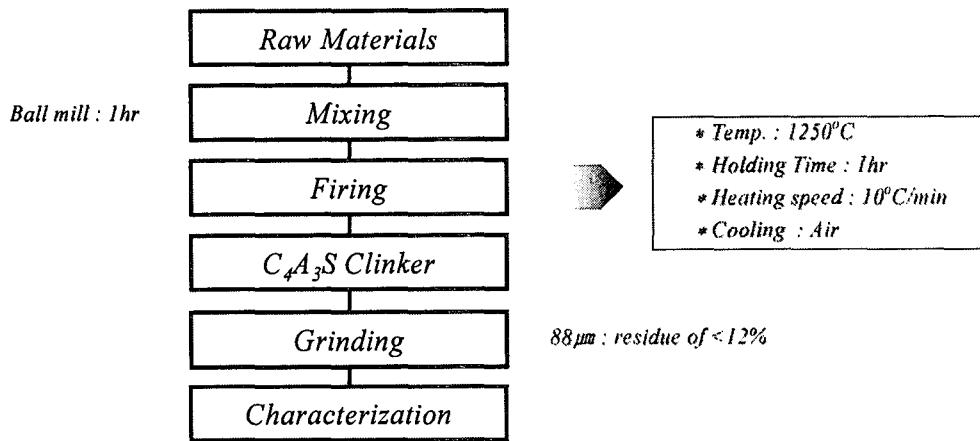 Raw Materials
Ball mill : 1hr
Mixing
Firing
* Temp. : 1250°C
* Holding Time : 1hr
* Heating speed : 10°C/min
* Cooling : Air
C₄A₃S Clinker
Grinding
88㎛ : residue of <12%
Characterization